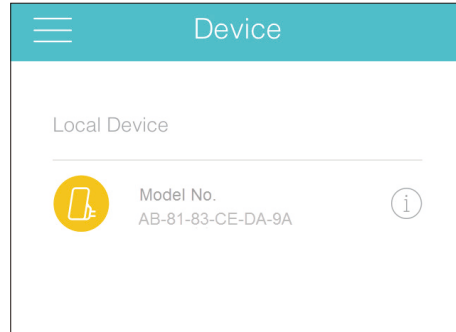 Device
Local Device
Model No.
AB-81-83-CE-DA-9A
i